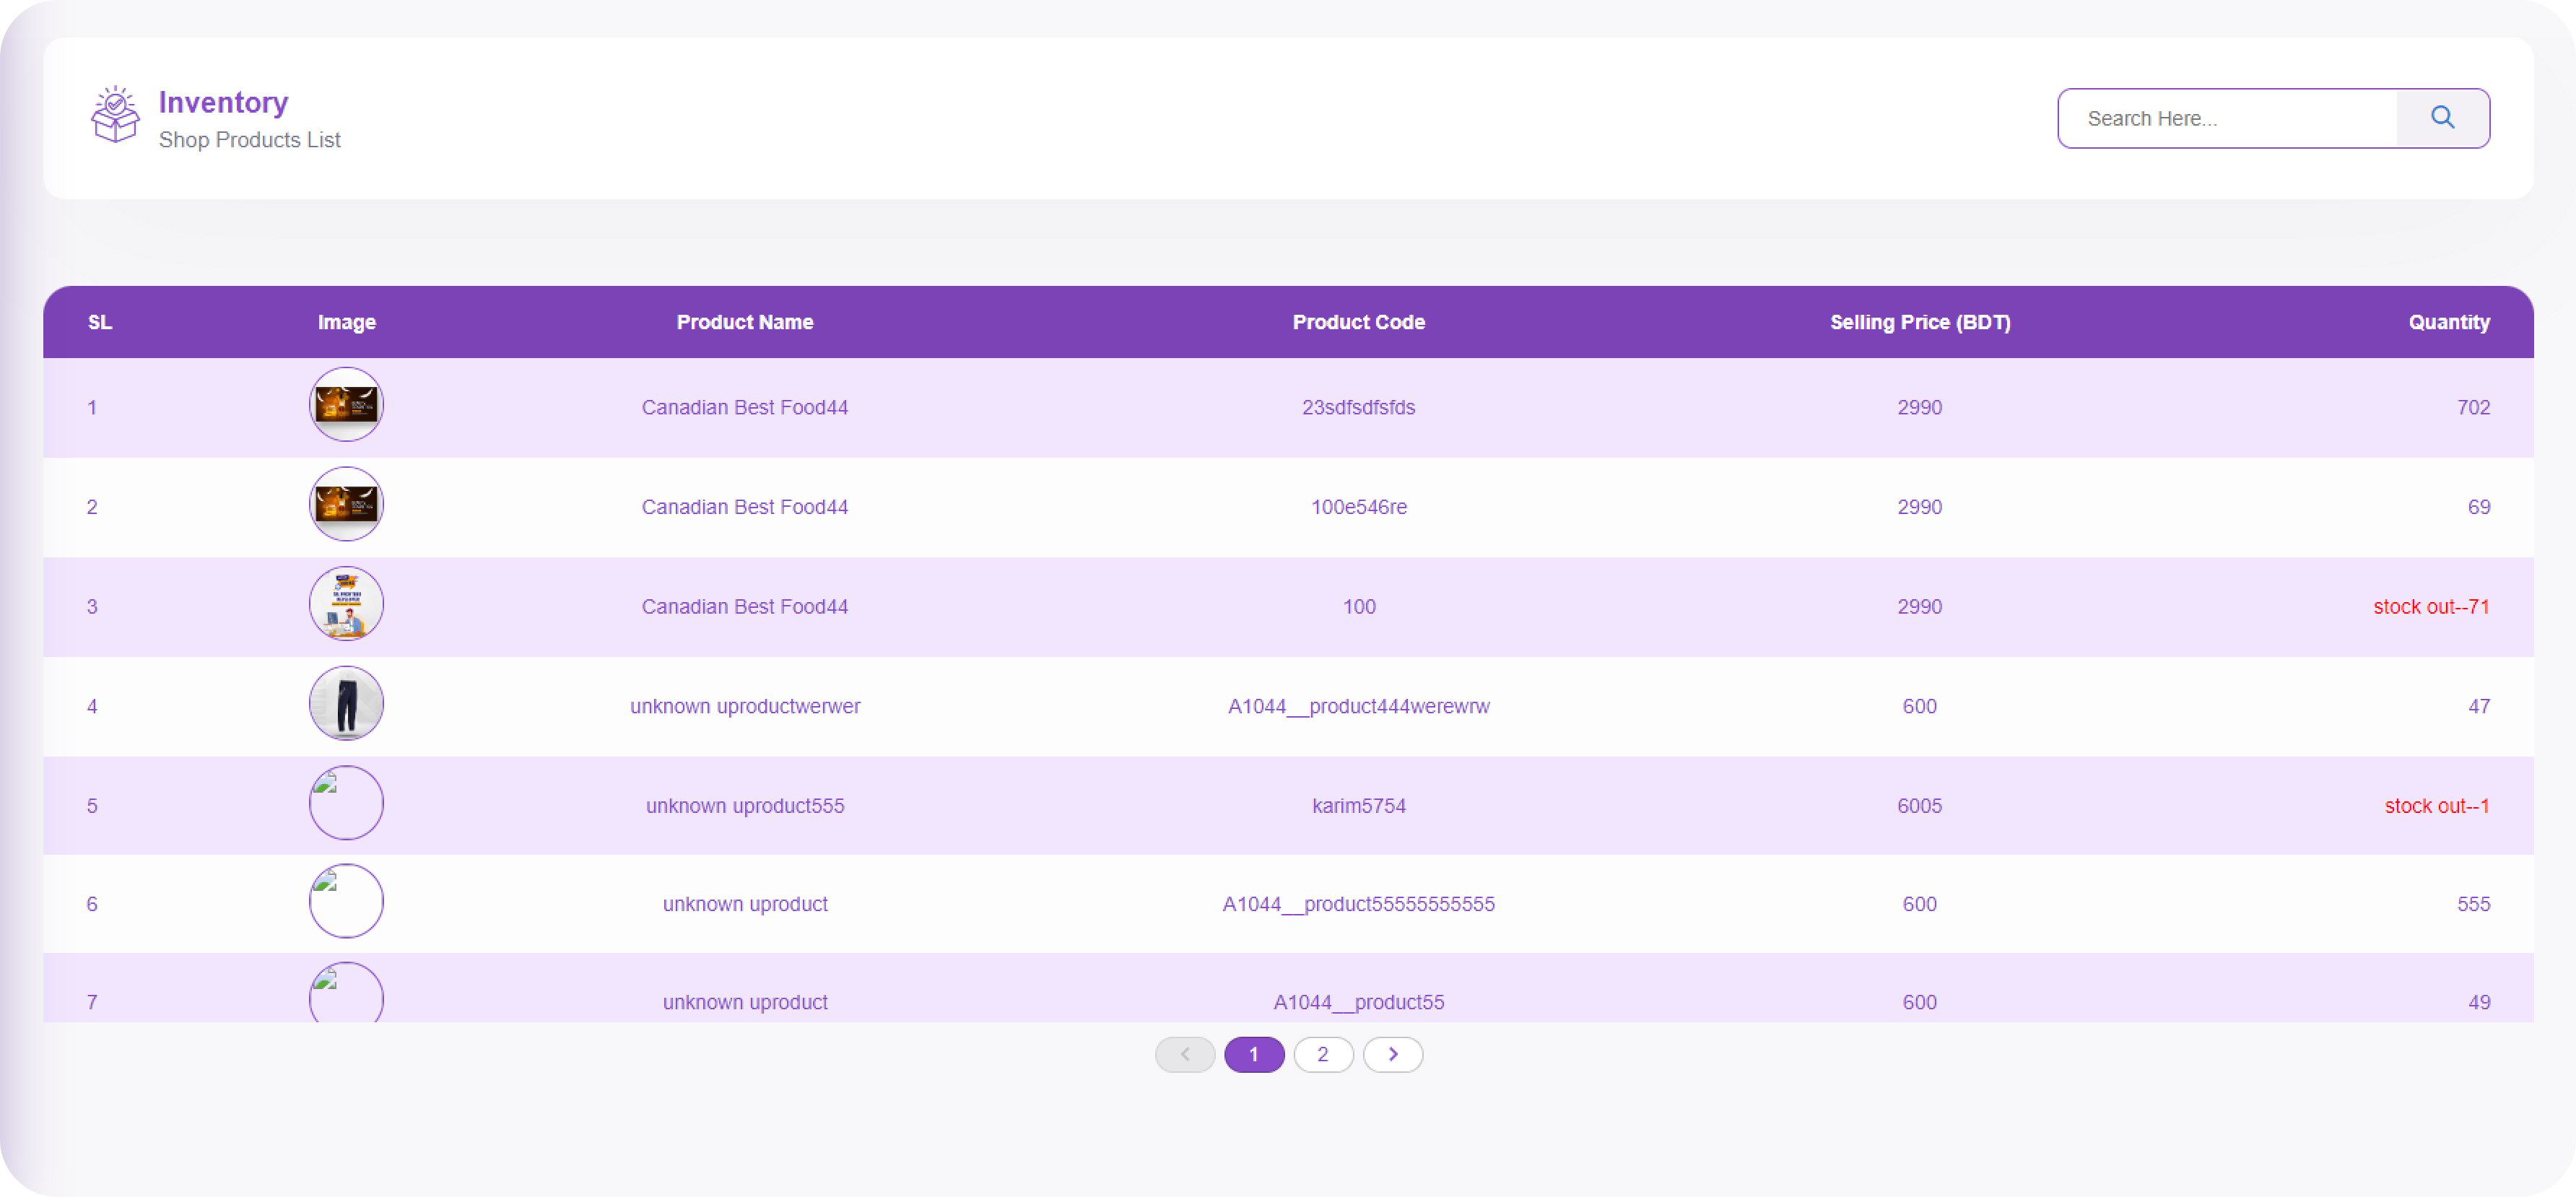 Inventory
Shop Products List
Search Here...
SL Image Product Name Product Code Selling Price (BDT) Quantity
1 Canadian Best Food44 23sdfsdfsfds 2990 702
2 Canadian Best Food44 100e546re 2990 69
3 Canadian Best Food44 100 2990 stock out--71
4 unknown uproductwerwer A1044__product444werewrw 600 47
5 unknown uproduct555 karim5754 6005 stock out--1
6 unknown uproduct A1044__product55555555555 600 555
7 unknown uproduct A1044__product55 600 49
1 2